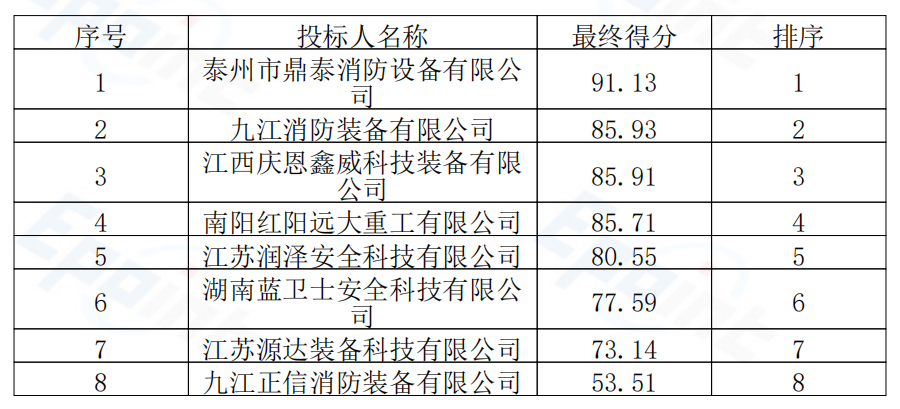 序号 投标人名称 最终得分 排序
1 泰州市鼎泰消防设备有限公
司 91.13 1
2 九江消防装备有限公司 85.93 2
3 江西庆恩鑫威科技装备有限
公司 85.91 3
4 南阳红阳远大重工有限公司 85.71 4
5 江苏润泽安全科技有限公司 80.55 5
6 湖南蓝卫士安全科技有限公
司 77.59 6
7 江苏源达装备科技有限公司 73.14 7
8 九江正信消防装备有限公司 53.51 8
Epoint
Epoint